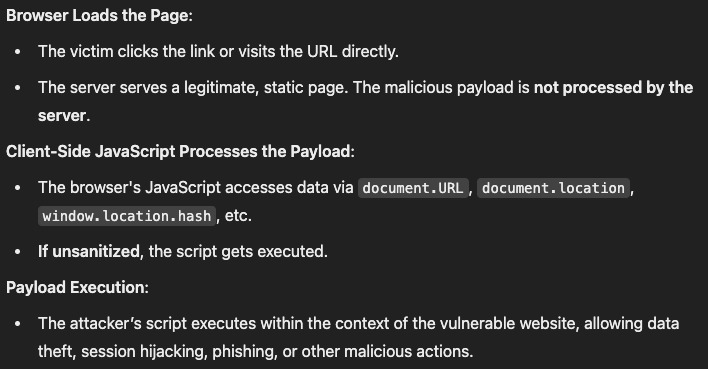 Browser Loads the Page:
• The victim clicks the link or visits the URL directly.
• The server serves a legitimate, static page. The malicious payload is not processed by the
server.
Client-Side JavaScript Processes the Payload:
• The browser's JavaScript accesses data via document.URL, document.location,
window.location.hash, etc.
• If unsanitized, the script gets executed.
Payload Execution:
• The attacker’s script executes within the context of the vulnerable website, allowing data
theft, session hijacking, phishing, or other malicious actions.